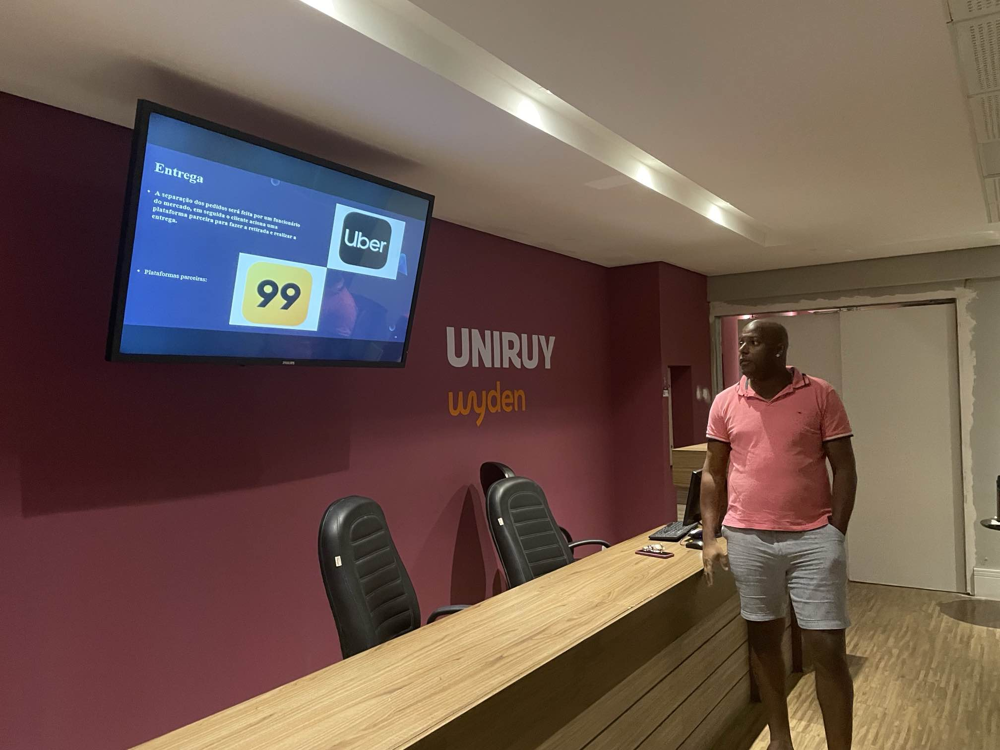 Entrega
• A separação dos pedidos será feita por um funcionário
do mercado, em seguida o cliente aciona uma
plataforma parceira para fazer a retirada e realizar a
entrega.
Uber
• Plataformas parceiras:
99
PHILIPS
UNIRUY
wyden